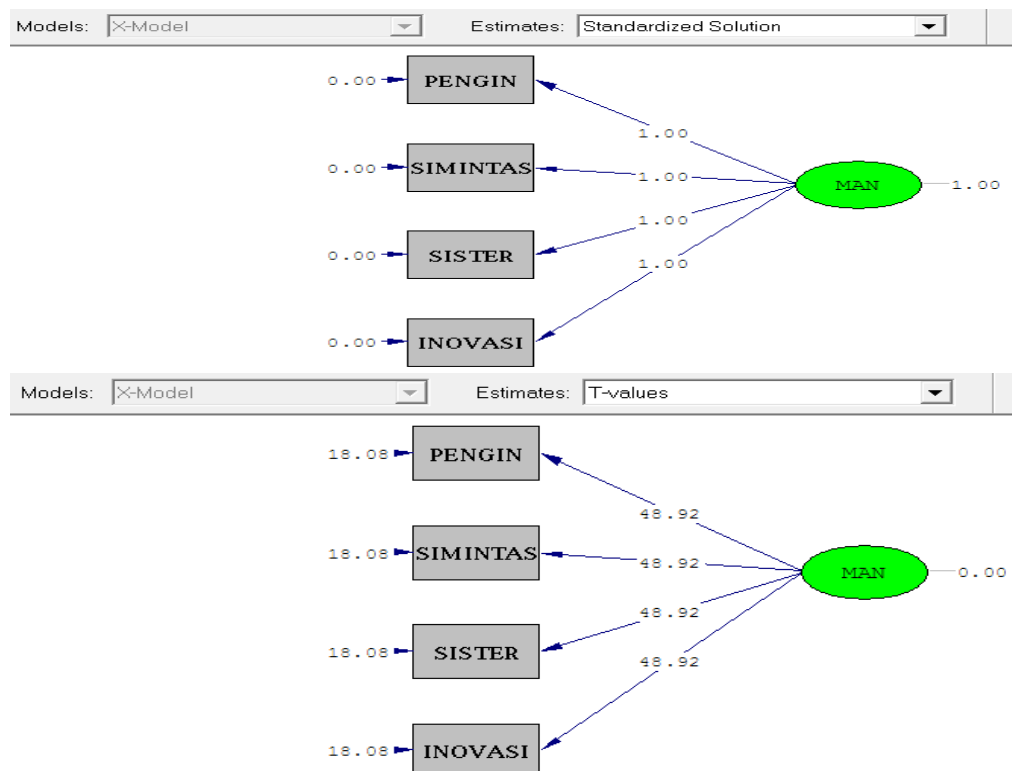 Models: X-Model Estimates: Standardized Solution
0.00 PENGIN
1.00
0.00 SIMINTAS 1.00 MAN 1.00
1.00
0.00 SISTER
1.00
0.00 INOVASI
Models: X-Model Estimates: T-values
18.08 PENGIN
48.92
18.08 SIMINTAS 48.92 MAN 0.00
48.92
18.08 SISTER
48.92
18.08 INOVASI